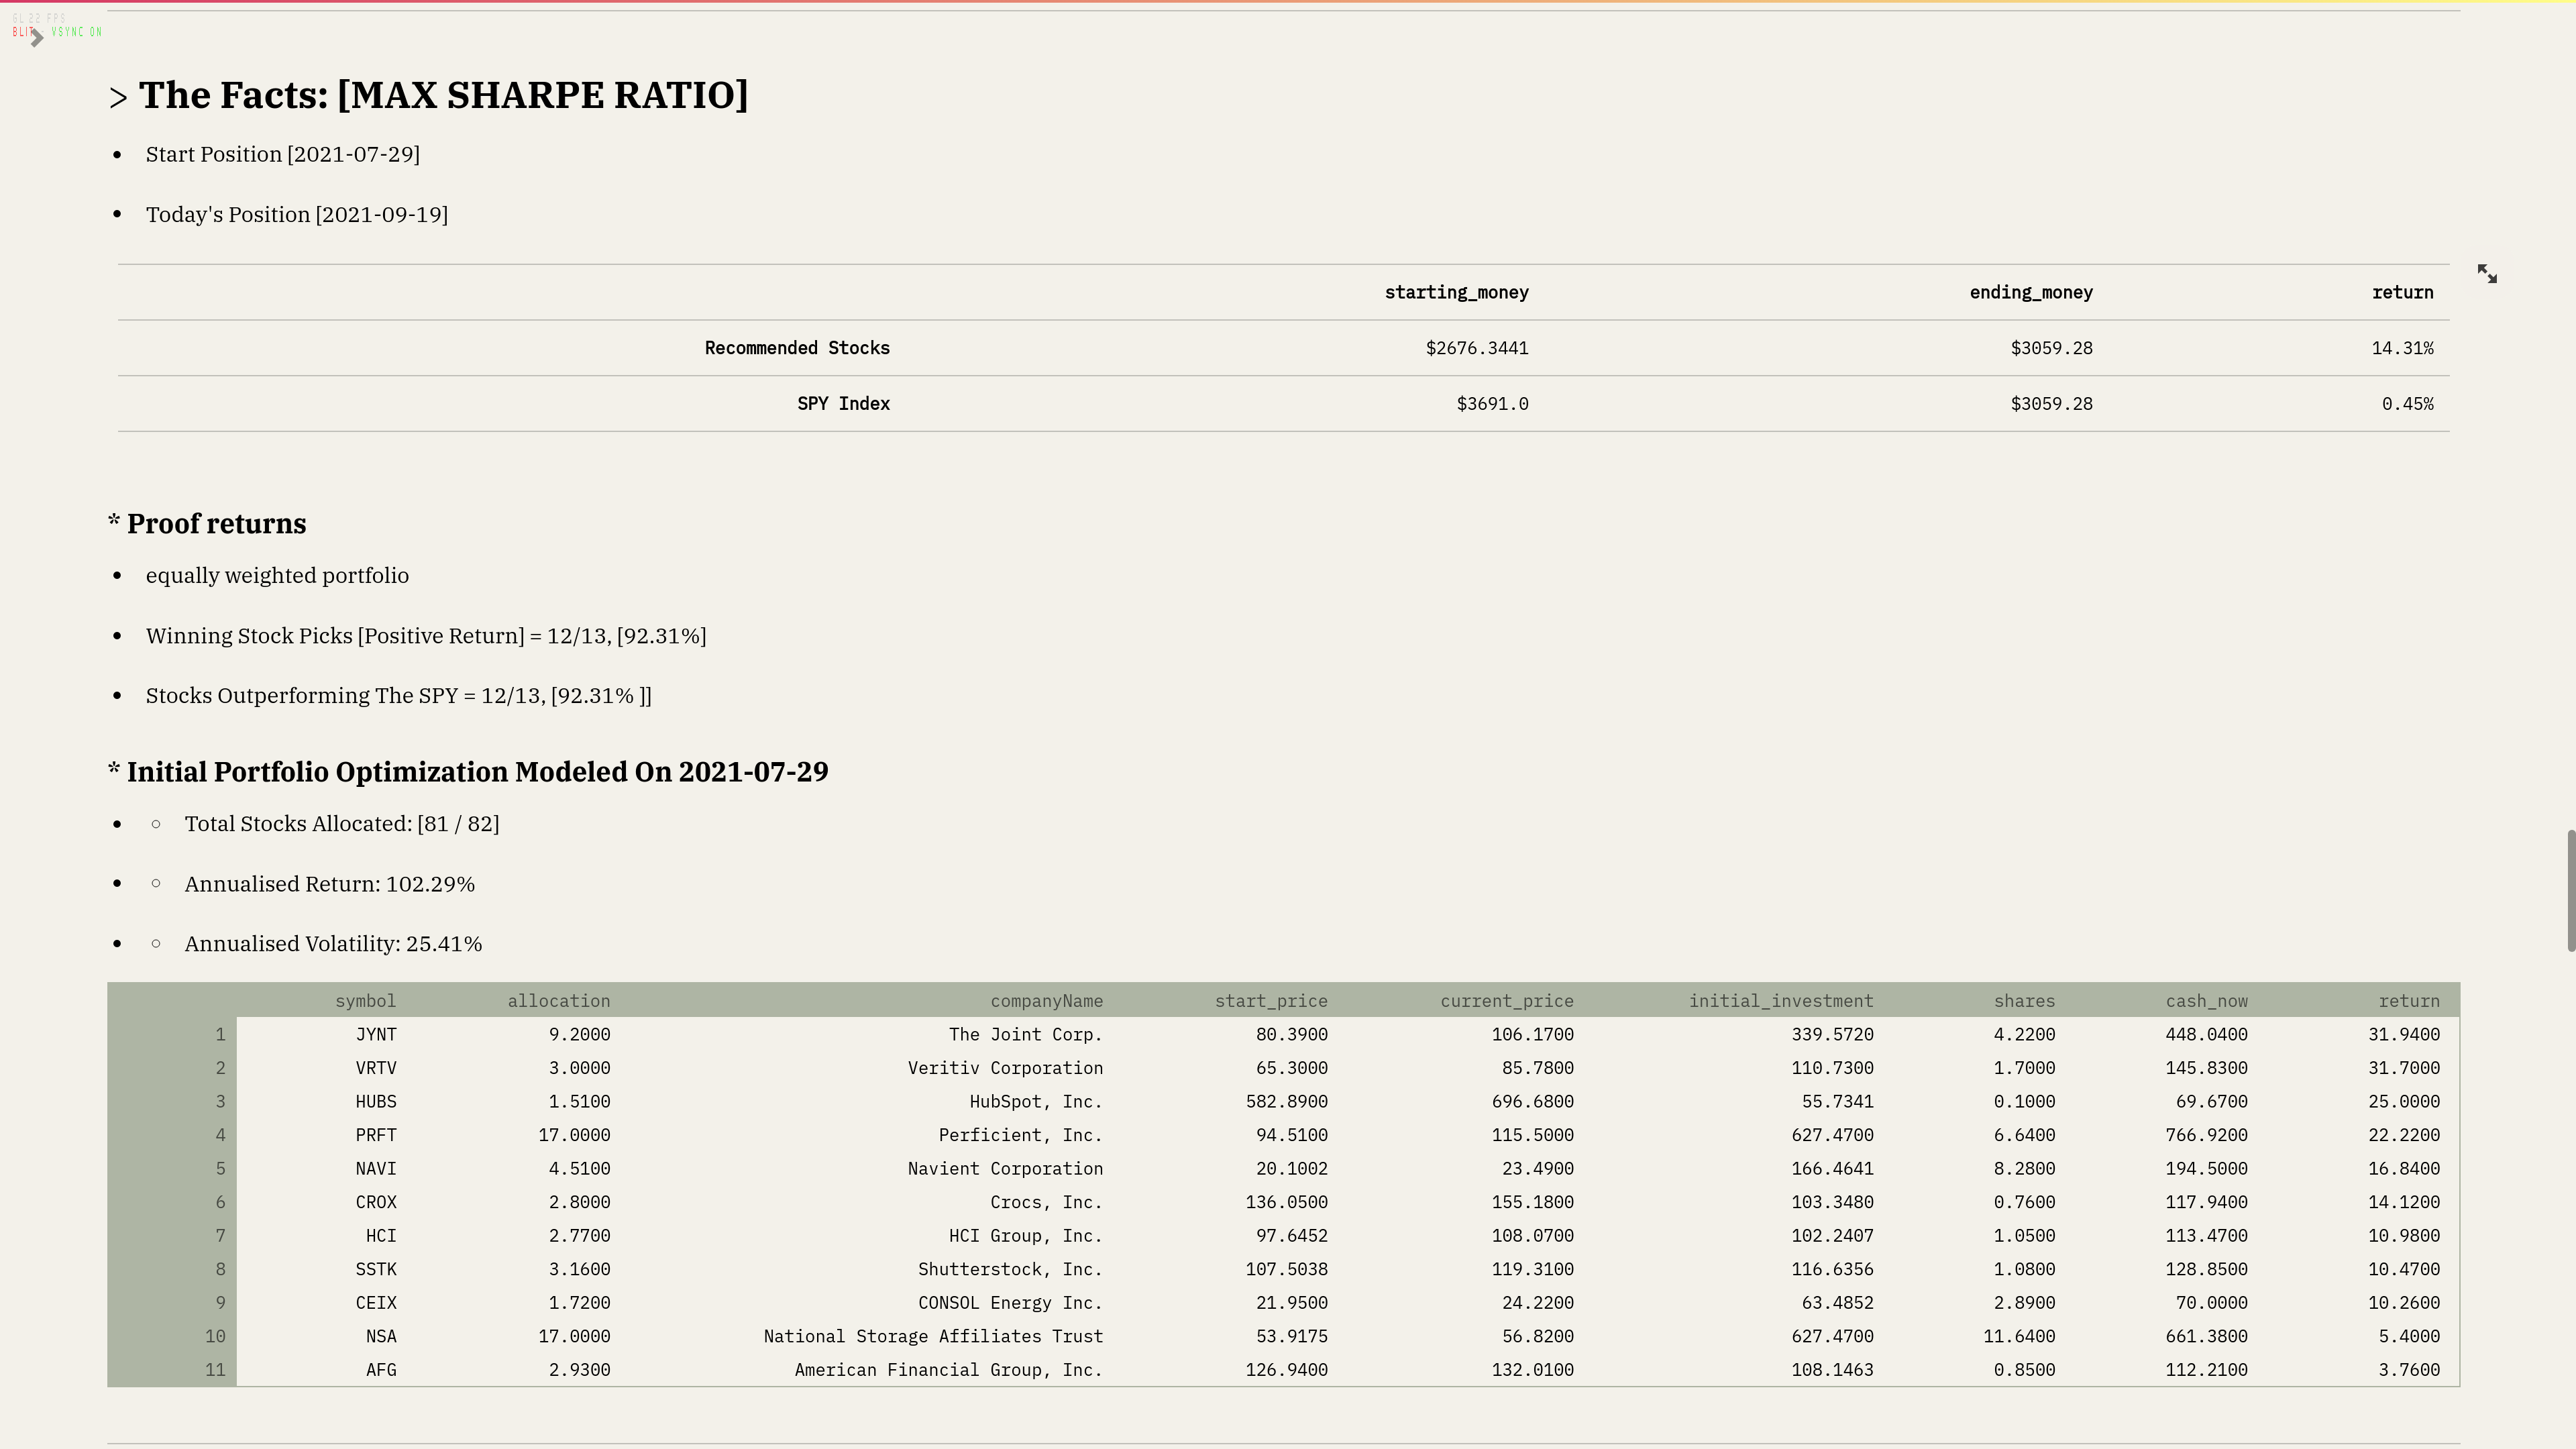 GL 22 FPS
BLIT - VSYNC ON
> The Facts: [MAX SHARPE RATIO]
• Start Position [2021-07-29]
• Today's Position [2021-09-19]
starting_money ending_money return
Recommended Stocks $2676.3441 $3059.28 14.31%
SPY Index $3691.0 $3059.28 0.45%
* Proof returns
• equally weighted portfolio
• Winning Stock Picks [Positive Return] = 12/13, [92.31%]
• Stocks Outperforming The SPY = 12/13, [92.31% ]]
* Initial Portfolio Optimization Modeled On 2021-07-29
• ○ Total Stocks Allocated: [81 / 82]
• ○ Annualised Return: 102.29%
• ○ Annualised Volatility: 25.41%
symbol allocation companyName start_price current_price initial_investment shares cash_now return
1 JYNT 9.2000 The Joint Corp. 80.3900 106.1700 339.5720 4.2200 448.0400 31.9400
2 VRTV 3.0000 Veritiv Corporation 65.3000 85.7800 110.7300 1.7000 145.8300 31.7000
3 HUBS 1.5100 HubSpot, Inc. 582.8900 696.6800 55.7341 0.1000 69.6700 25.0000
4 PRFT 17.0000 Perficient, Inc. 94.5100 115.5000 627.4700 6.6400 766.9200 22.2200
5 NAVI 4.5100 Navient Corporation 20.1002 23.4900 166.4641 8.2800 194.5000 16.8400
6 CROX 2.8000 Crocs, Inc. 136.0500 155.1800 103.3480 0.7600 117.9400 14.1200
7 HCI 2.7700 HCI Group, Inc. 97.6452 108.0700 102.2407 1.0500 113.4700 10.9800
8 SSTK 3.1600 Shutterstock, Inc. 107.5038 119.3100 116.6356 1.0800 128.8500 10.4700
9 CEIX 1.7200 CONSOL Energy Inc. 21.9500 24.2200 63.4852 2.8900 70.0000 10.2600
10 NSA 17.0000 National Storage Affiliates Trust 53.9175 56.8200 627.4700 11.6400 661.3800 5.4000
11 AFG 2.9300 American Financial Group, Inc. 126.9400 132.0100 108.1463 0.8500 112.2100 3.7600